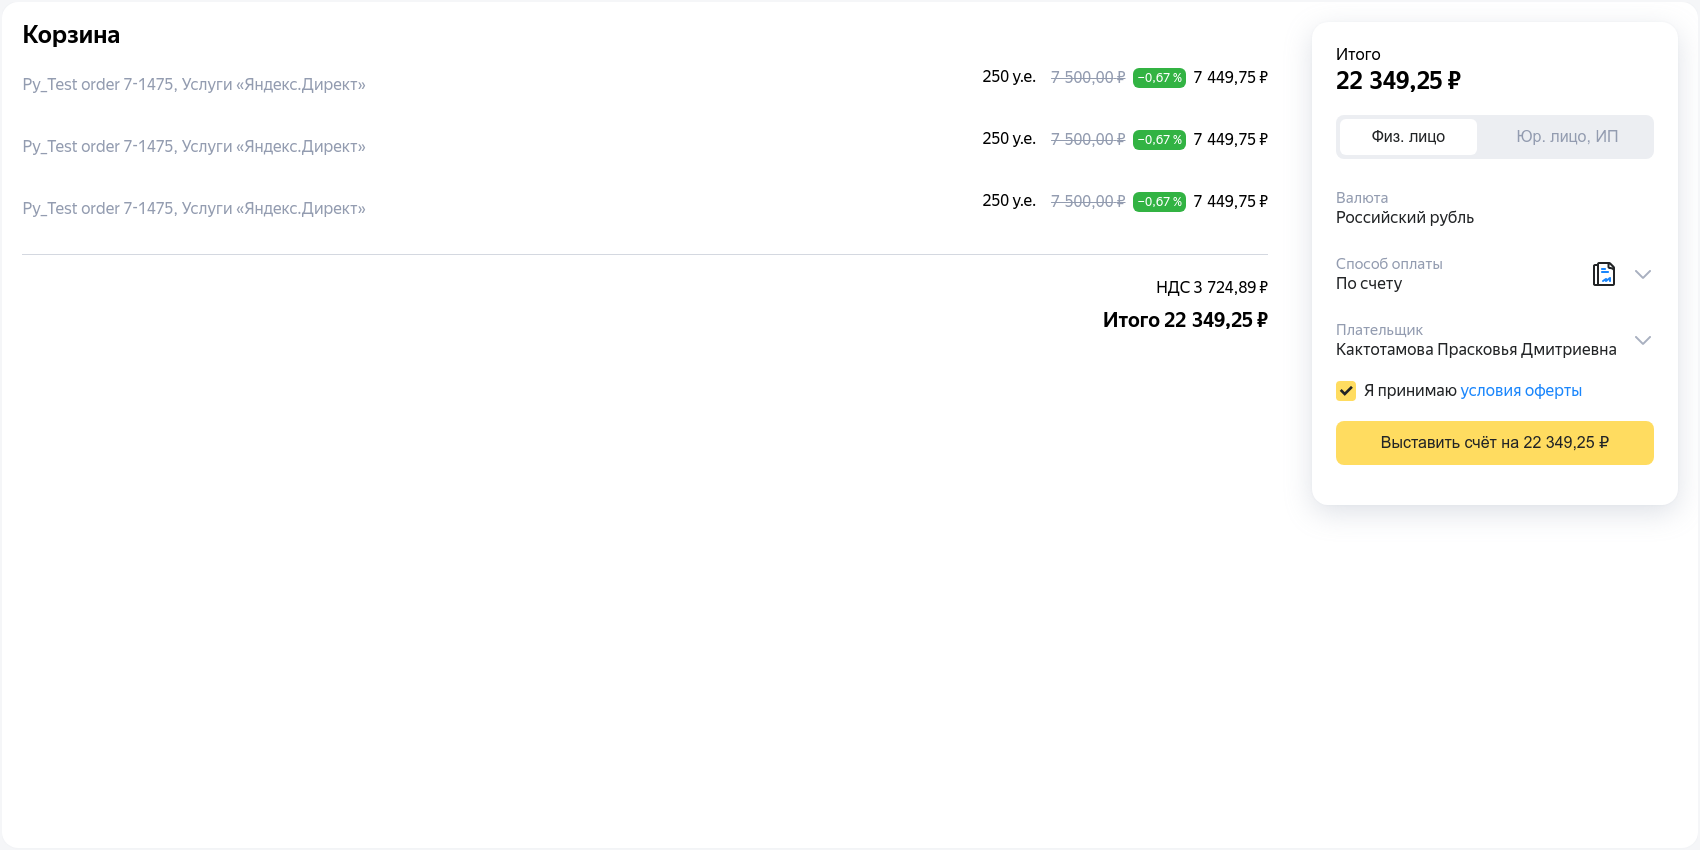 Корзина
Py_Test order 7-1475, Услуги «Яндекс.Директ»
250 у.е. 7 500,00 ₽ −0,67 % 7 449,75 ₽
Py_Test order 7-1475, Услуги «Яндекс.Директ»
250 у.е. 7 500,00 ₽ −0,67 % 7 449,75 ₽
Py_Test order 7-1475, Услуги «Яндекс.Директ»
250 у.е. 7 500,00 ₽ −0,67 % 7 449,75 ₽
НДС 3 724,89 ₽
Итого 22 349,25 ₽
Итого
22 349,25 ₽
Физ. лицо Юр. лицо, ИП
Валюта
Российский рубль
Способ оплаты
По счету
Плательщик
Кактотамова Прасковья Дмитриевна
Я принимаю условия оферты
Выставить счёт на 22 349,25 ₽